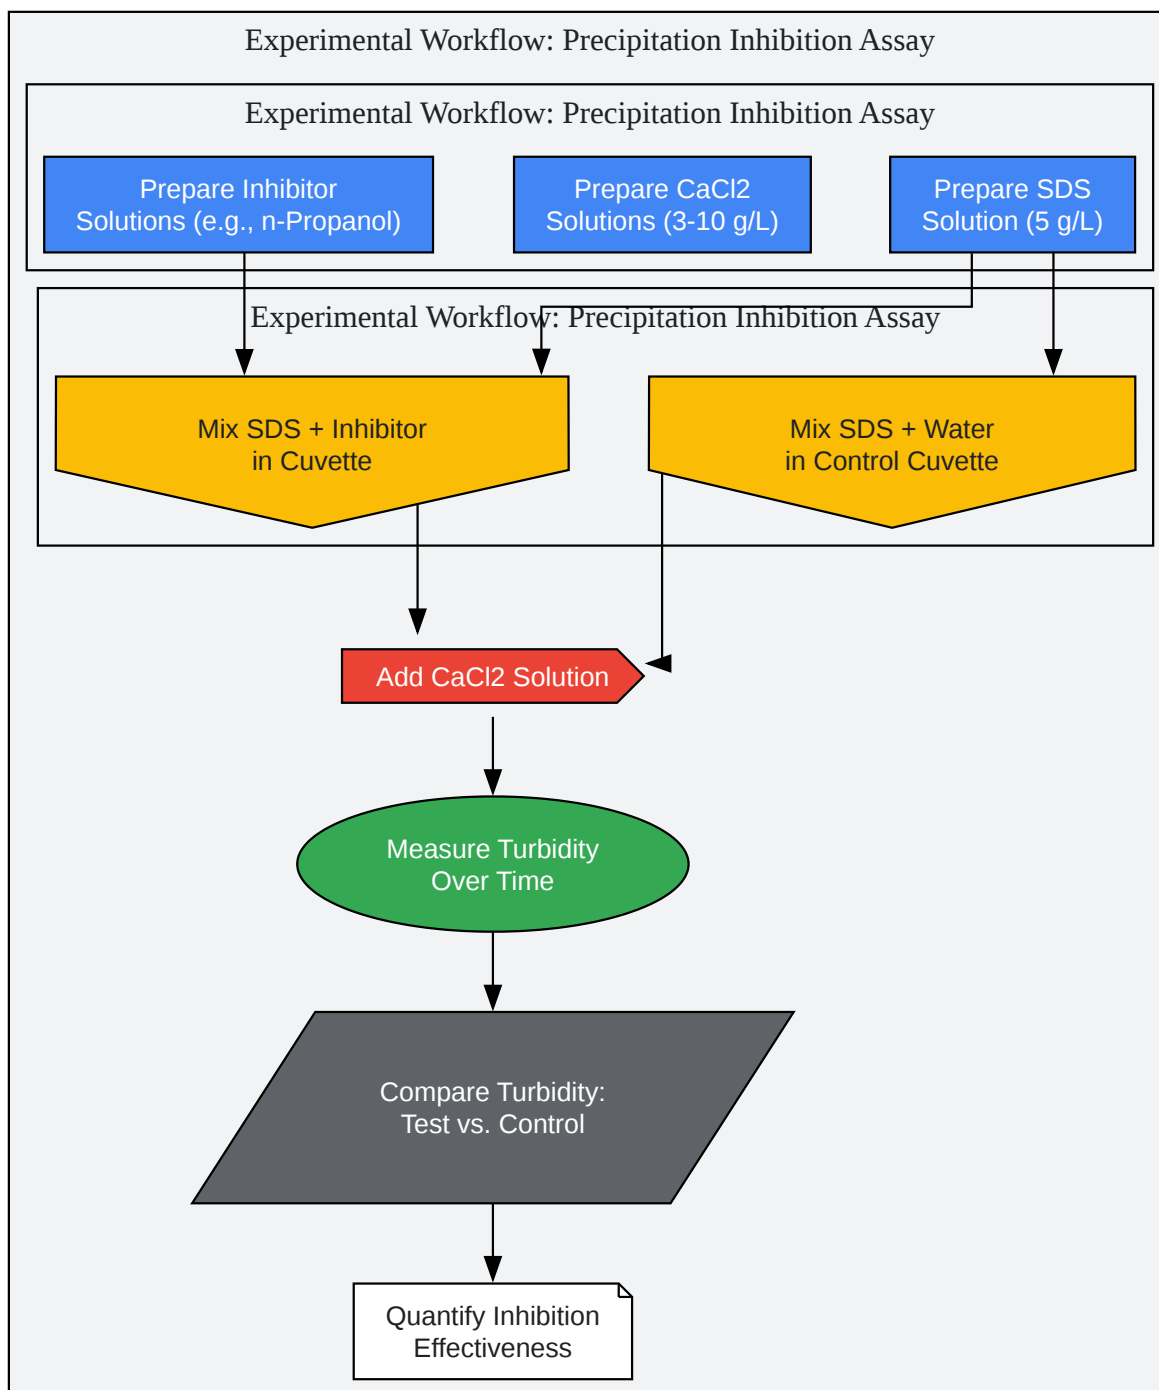 Experimental Workflow: Precipitation Inhibition Assay
Experimental Workflow: Precipitation Inhibition Assay
Prepare Inhibitor
Solutions (e.g., n-Propanol)
Prepare CaCl2
Solutions (3-10 g/L)
Prepare SDS
Solution (5 g/L)
Experimental Workflow: Precipitation Inhibition Assay
Mix SDS + Inhibitor
in Cuvette
Mix SDS + Water
in Control Cuvette
Add CaCl2 Solution
Measure Turbidity
Over Time
Compare Turbidity:
Test vs. Control
Quantify Inhibition
Effectiveness